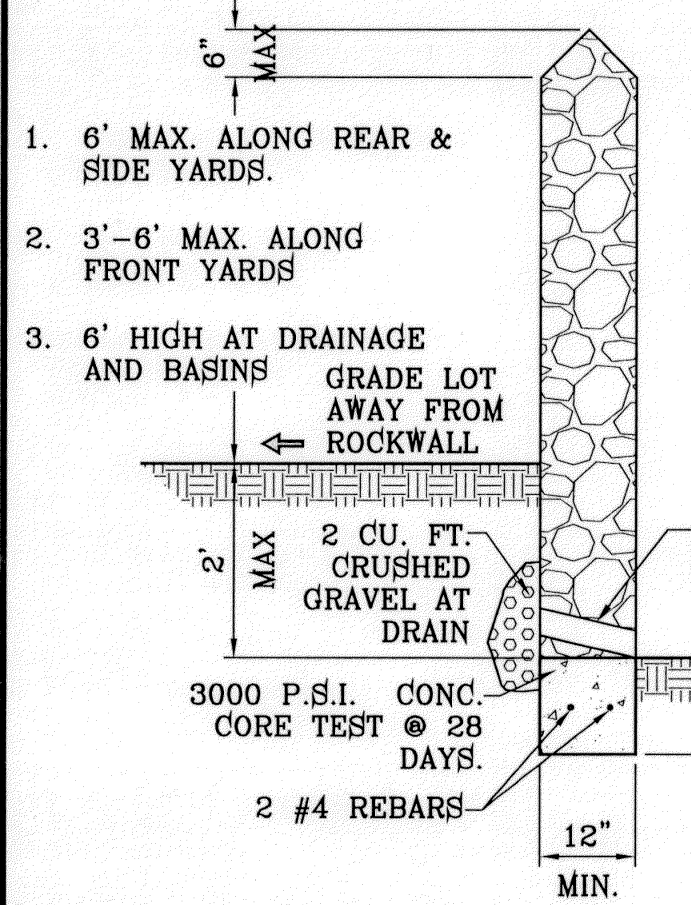 6"
MAX
1. 6' MAX. ALONG REAR &
SIDE YARDS.
2. 3'-6' MAX. ALONG
FRONT YARDS
3. 6' HIGH AT DRAINAGE
AND BASINS
GRADE LOT
AWAY FROM
ROCKWALL
2'
MAX
2 CU. FT.
CRUSHED
GRAVEL AT
DRAIN
3000 P.S.I. CONC.
CORE TEST @ 28
DAYS.
2 #4 REBARS
12"
MIN.